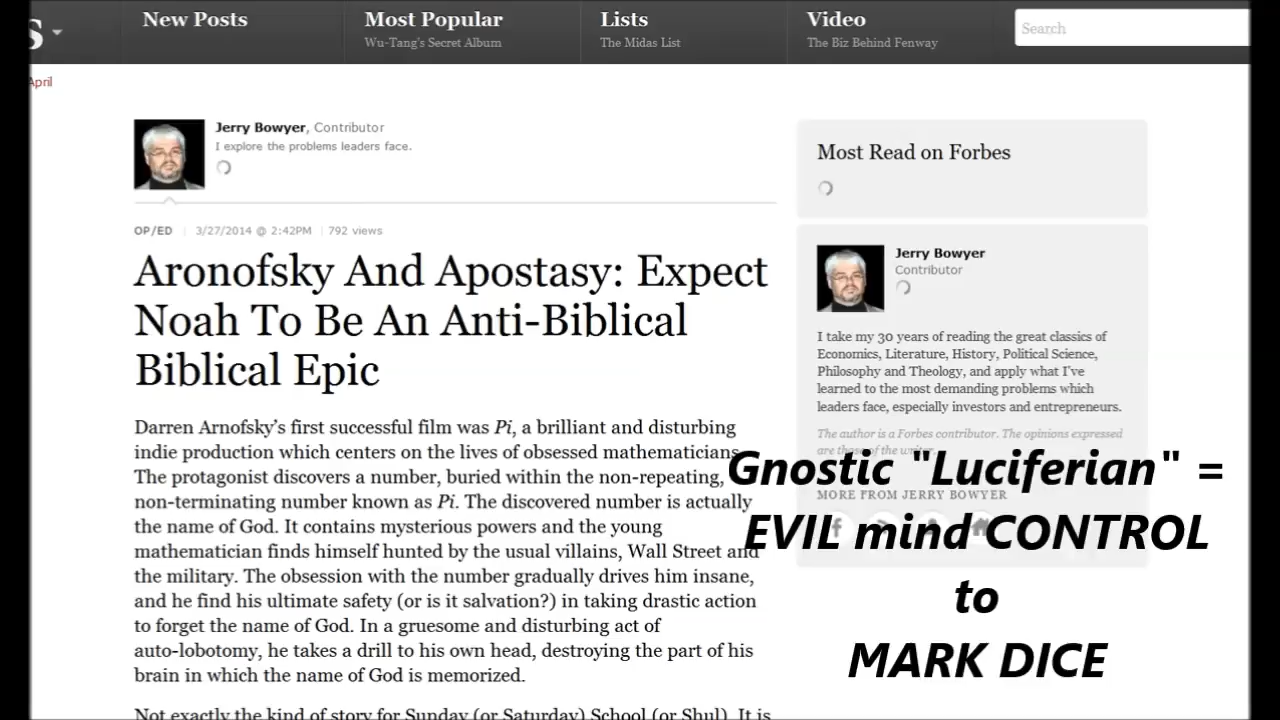 s
New Posts
Most Popular
Wu-Tang's Secret Album
Lists
The Midas List
Video
The Biz Behind Fenway
Search
April
Jerry Bowyer, Contributor
I explore the problems leaders face.
OP/ED | 3/27/2014 @ 2:42PM | 792 views
Aronofsky And Apostasy: Expect
Noah To Be An Anti-Biblical
Biblical Epic
Darren Arnofsky's first successful film was Pi, a brilliant and disturbing
indie production which centers on the lives of obsessed mathematicians.
The protagonist discovers a number, buried within the non-repeating,
non-terminating number known as Pi. The discovered number is actually
the name of God. It contains mysterious powers and the young
mathematician finds himself hunted by the usual villains, Wall Street and
the military. The obsession with the number gradually drives him insane,
and he find his ultimate safety (or is it salvation?) in taking drastic action
to forget the name of God. In a gruesome and disturbing act of
auto-lobotomy, he takes a drill to his own head, destroying the part of his
brain in which the name of God is memorized.
Not exactly the kind of story for Sunday (or Saturday) School (or Shul). It is
Most Read on Forbes
Jerry Bowyer
Contributor
I take my 30 years of reading the great classics of
Economics, Literature, History, Political Science,
Philosophy and Theology, and apply what I've
learned to the most demanding problems which
leaders face, especially investors and entrepreneurs.
The author is a Forbes contributor. The opinions expressed
are those of the
MORE FROM JERRY BOWYER
Gnostic "Luciferian" =
EVIL mind CONTROL
to
MARK DICE